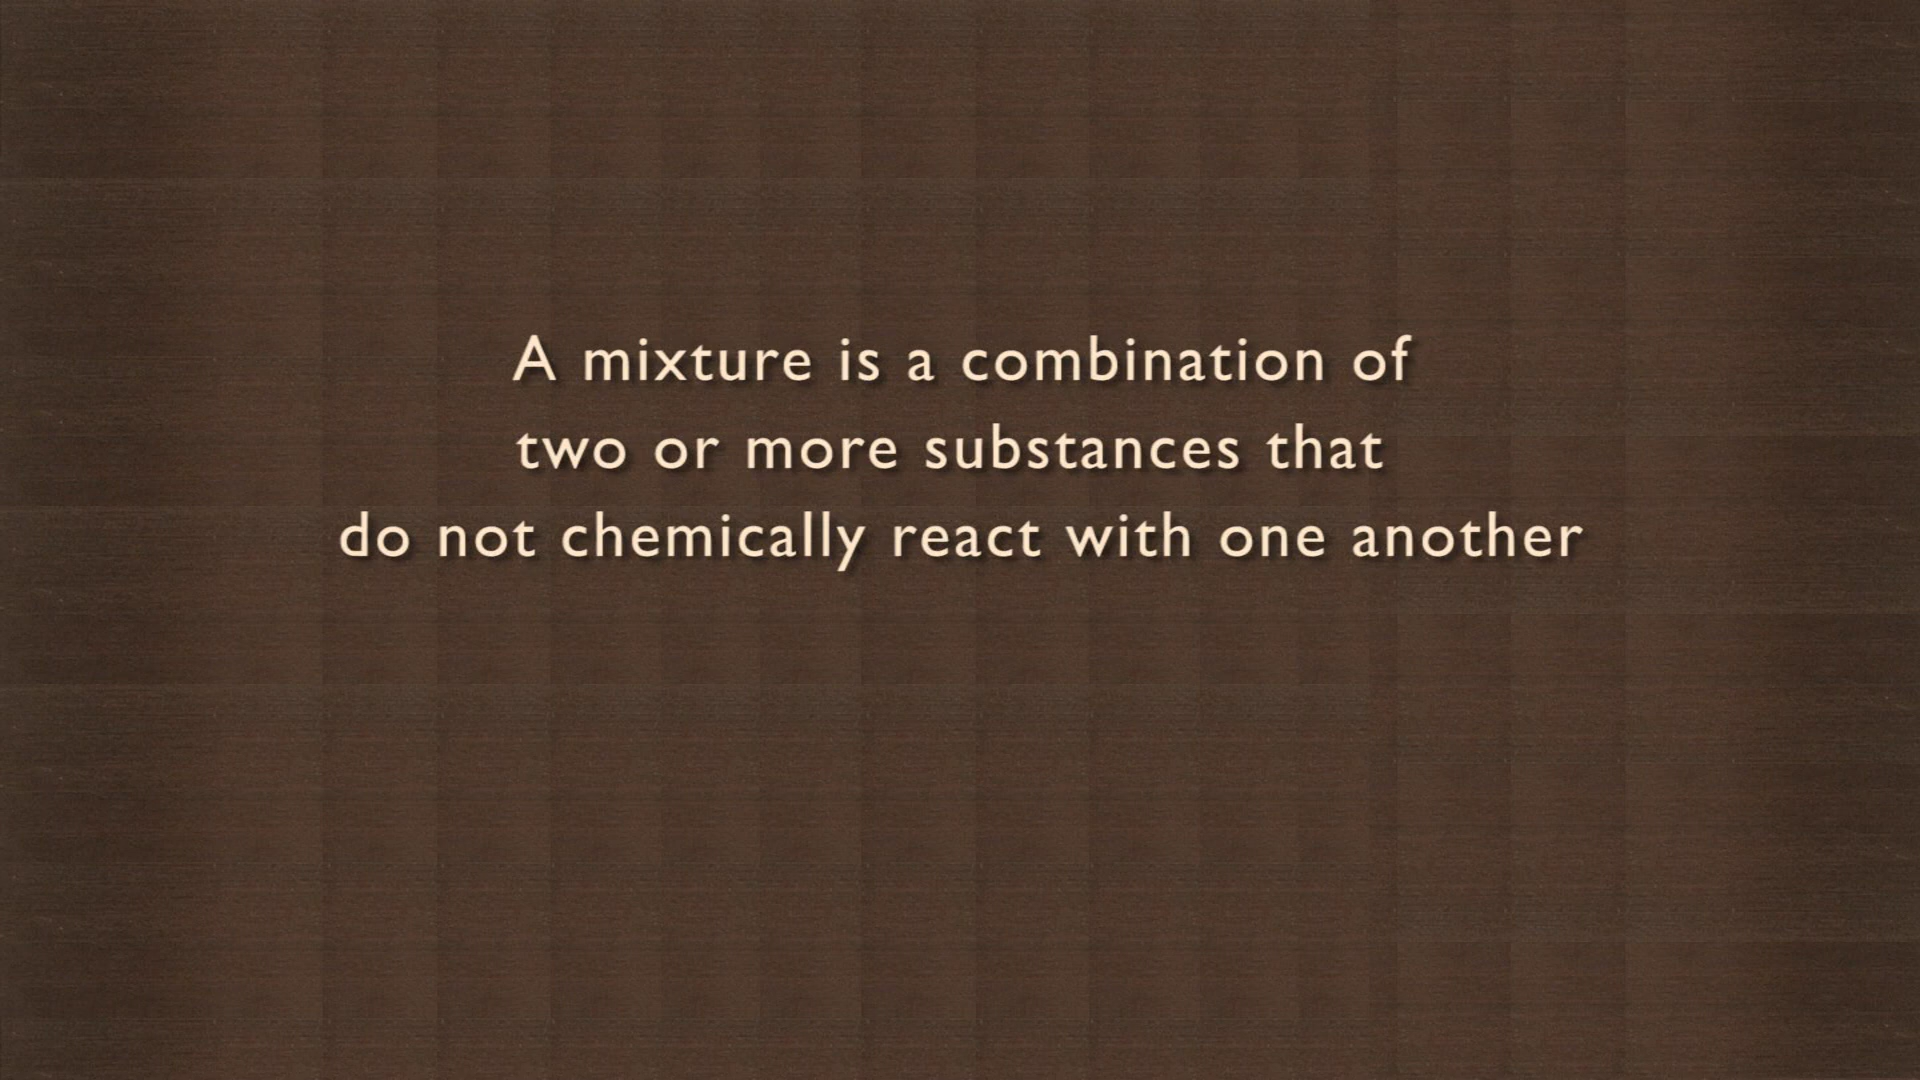 A mixture is a combination of
two or more substances that
do not chemically react with one another